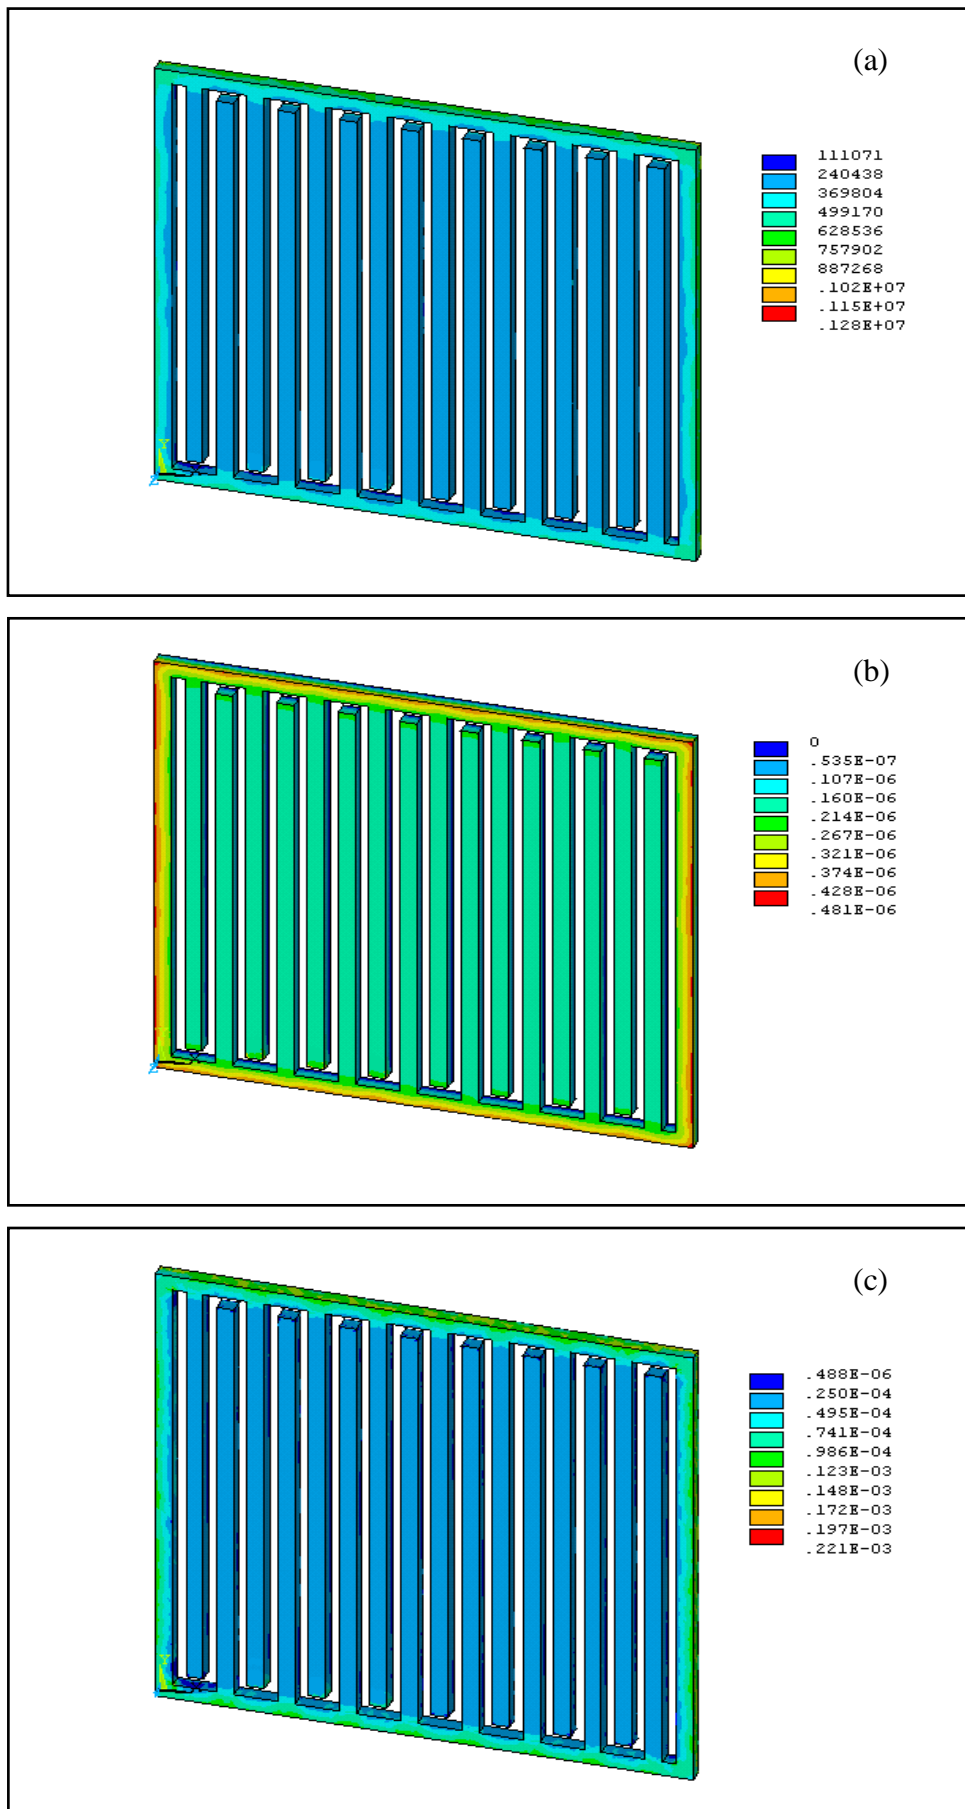 (a)
111071
240438
369804
499170
628536
757902
887268
.102E+07
.115E+07
.128E+07
Y
Z
(b)
0
.535E-07
.107E-06
.160E-06
.214E-06
.267E-06
.321E-06
.374E-06
.428E-06
.481E-06
Z
(c)
.488E-06
.250E-04
.495E-04
.741E-04
.986E-04
.123E-03
.148E-03
.172E-03
.197E-03
.221E-03
Y